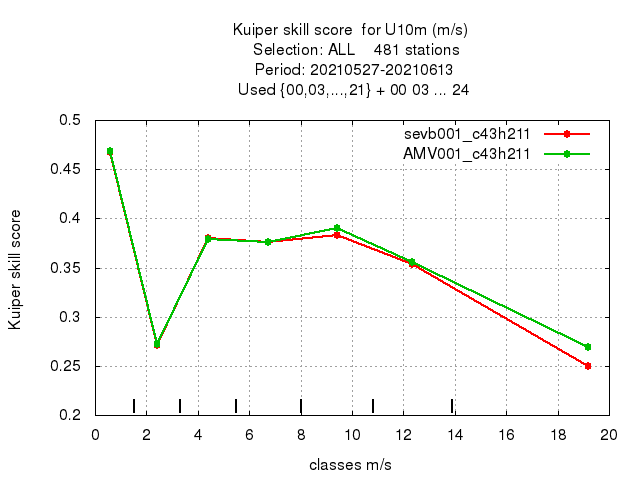 Kuiper skill score  for U10m (m/s)
Selection: ALL    481 stations
Period: 20210527-20210613
Used {00,03,...,21} + 00 03 ... 24
sevb001_c43h211
AMV001_c43h211
0.5
0.45
0.4
0.35
0.3
0.25
0.2
Kuiper skill score
0 2 4 6 8 10 12 14 16 18 20
classes m/s